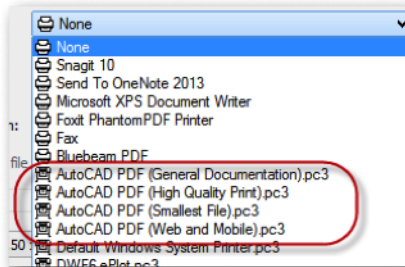 None
None
Snagit 10
Send To OneNote 2013
Microsoft XPS Document Writer
Foxit PhantomPDF Printer
n:
Fax
file
Bluebeam PDF
AutoCAD PDF (General Documentation).pc3
AutoCAD PDF (High Quality Print).pc3
AutoCAD PDF (Smallest File).pc3
AutoCAD PDF (Web and Mobile).pc3
50 :
Default Windows System Printer.pc3
DWF6 ePlot.pc3